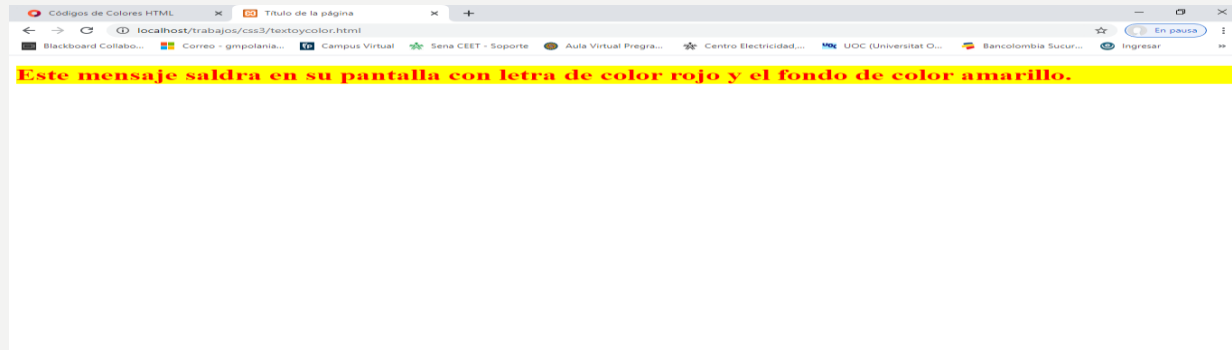 Códigos de Colores HTML
Título de la página
localhost/trabajos/css3/textoycolor.html
En pausa
Blackboard Collabo...
Correo - gmpolania...
Campus Virtual
Sena CEET - Soporte
Aula Virtual Pregra...
Centro Electricidad,...
UOC (Universitat O...
Bancolombia Sucur...
Ingresar
Este mensaje saldra en su pantalla con letra de color rojo y el fondo de color amarillo.